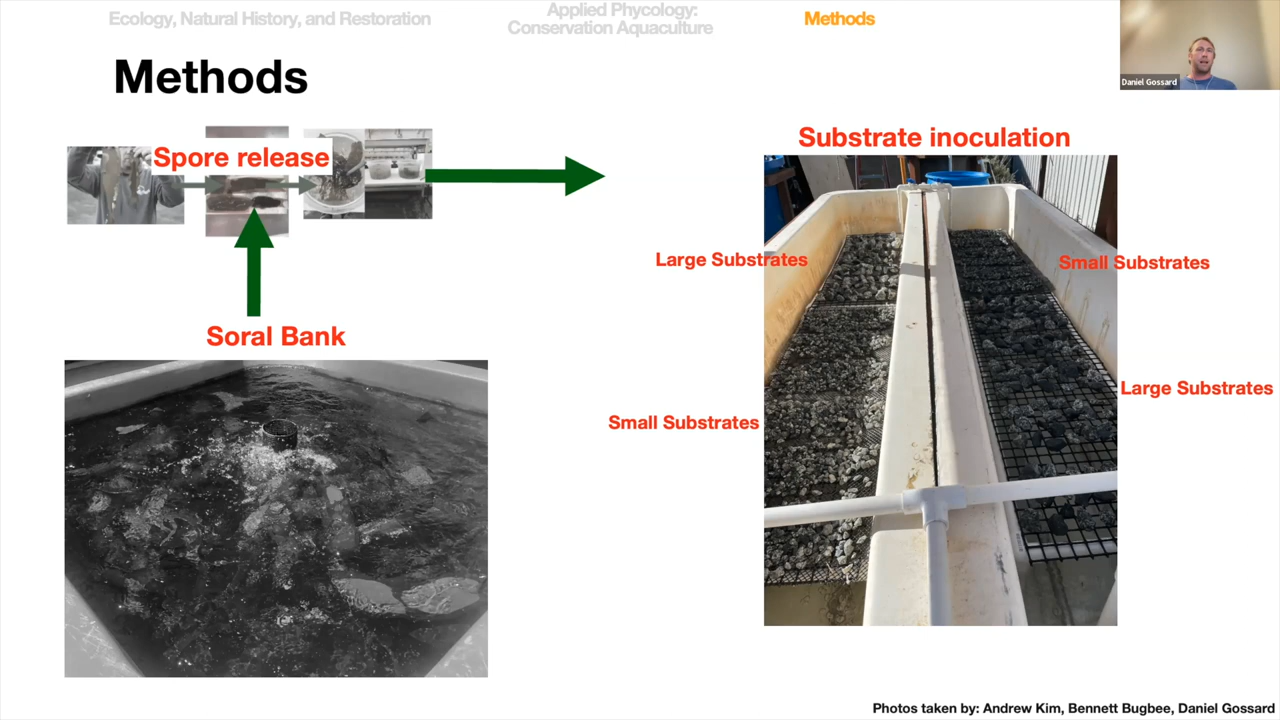 Ecology, Natural History, and Restoration
Applied Phycology:
Conservation Aquaculture
Methods
Daniel Gossard
Methods
Spore release
Substrate inoculation
Large Substrates
Small Substrates
Soral Bank
Large Substrates
Small Substrates
Photos taken by: Andrew Kim, Bennett Bugbee, Daniel Gossard